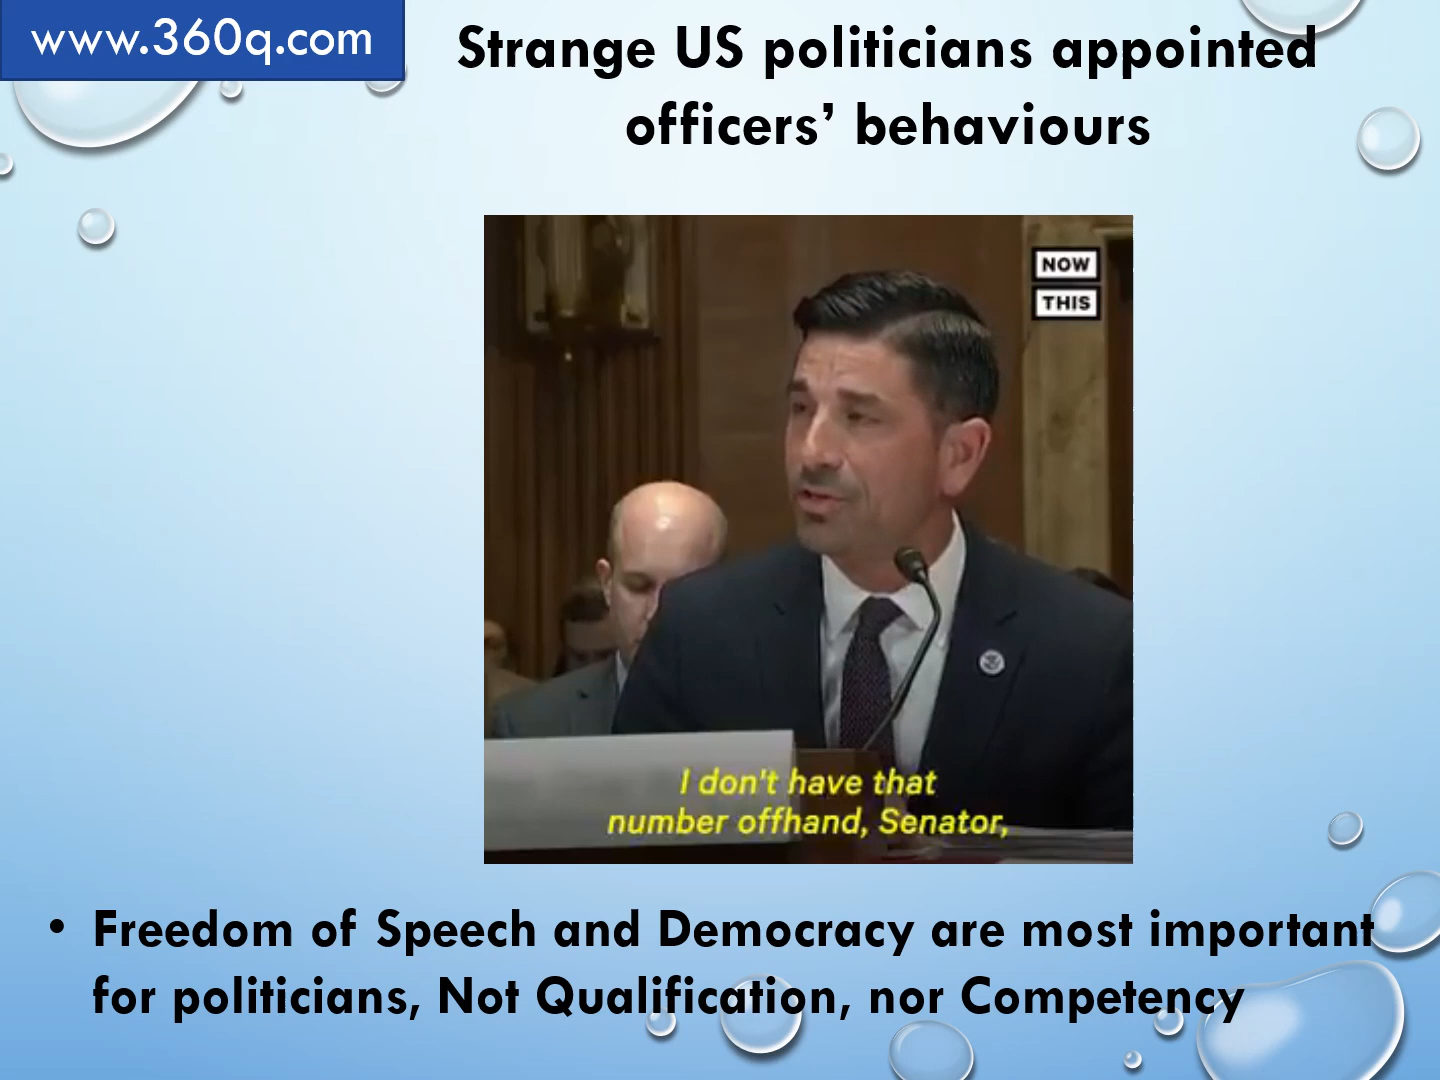 www.360q.com
Strange US politicians appointed
officers’ behaviours
NOW
THIS
I don't have that
number offhand, Senator,
• Freedom of Speech and Democracy are most important
for politicians, Not Qualification, nor Competency